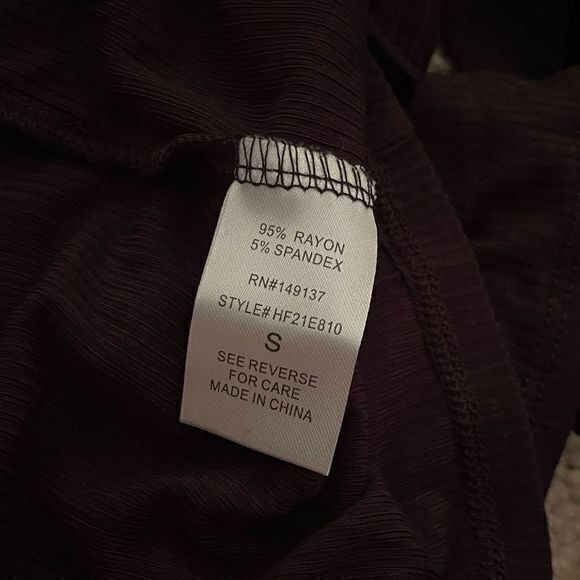 95% RAYON
5% SPANDEX
RN#149137
STYLE# HF21E810
S
SEE REVERSE
FOR CARE
MADE IN CHINA